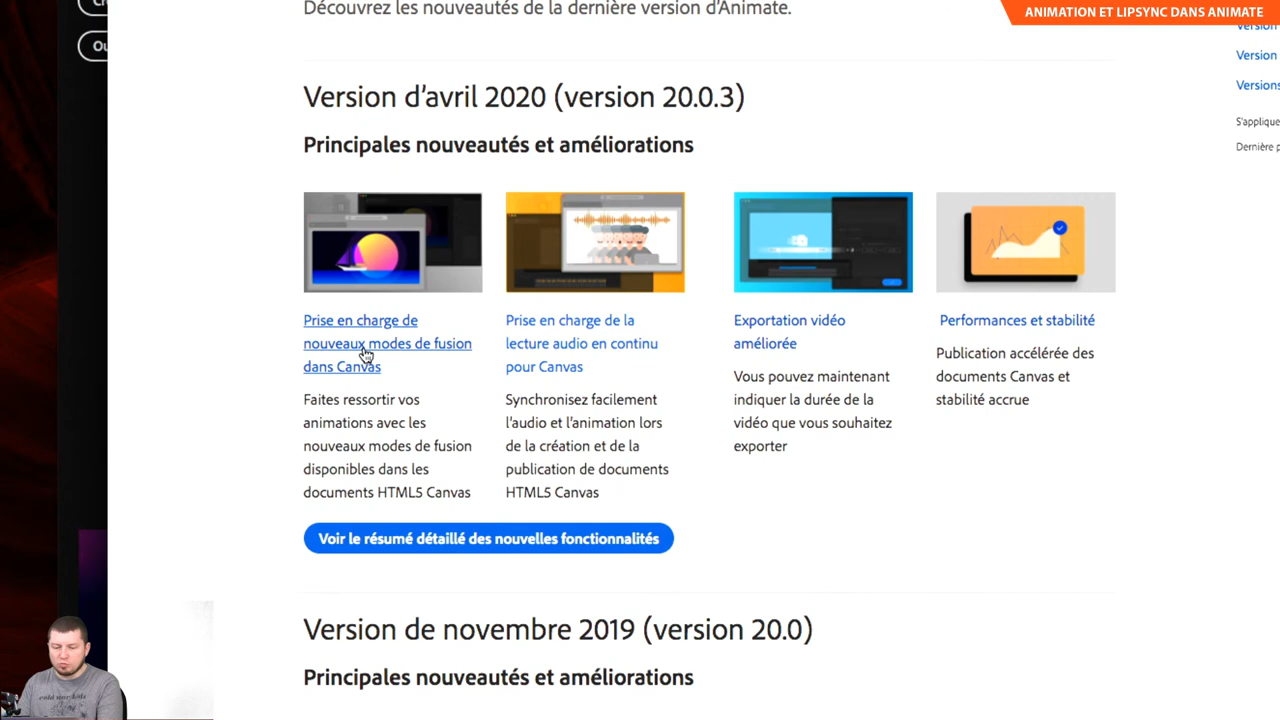 Découvrez les nouveautés de la dernière version d'Animate.
ANIMATION ET LIPSYNC DANS ANIMATE
Version
Version
Versions
S'applique
Dernière p
Ou
Version d'avril 2020 (version 20.0.3)
Principales nouveautés et améliorations
Prise en charge de
nouveaux modes de fusion
dans Canvas
Faites ressortir vos
animations avec les
nouveaux modes de fusion
disponibles dans les
documents HTML5 Canvas
Prise en charge de la
lecture audio en continu
pour Canvas
Synchronisez facilement
l'audio et l'animation lors
de la création et de la
publication de documents
HTML5 Canvas
Exportation vidéo
améliorée
Vous pouvez maintenant
indiquer la durée de la
vidéo que vous souhaitez
exporter
Performances et stabilité
Publication accélérée des
documents Canvas et
stabilité accrue
Voir le résumé détaillé des nouvelles fonctionnalités
Version de novembre 2019 (version 20.0)
Principales nouveautés et améliorations
cold war kids